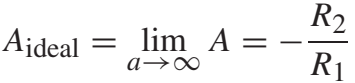 A_ideal = lim_{a→∞} A = −R_2/R_1